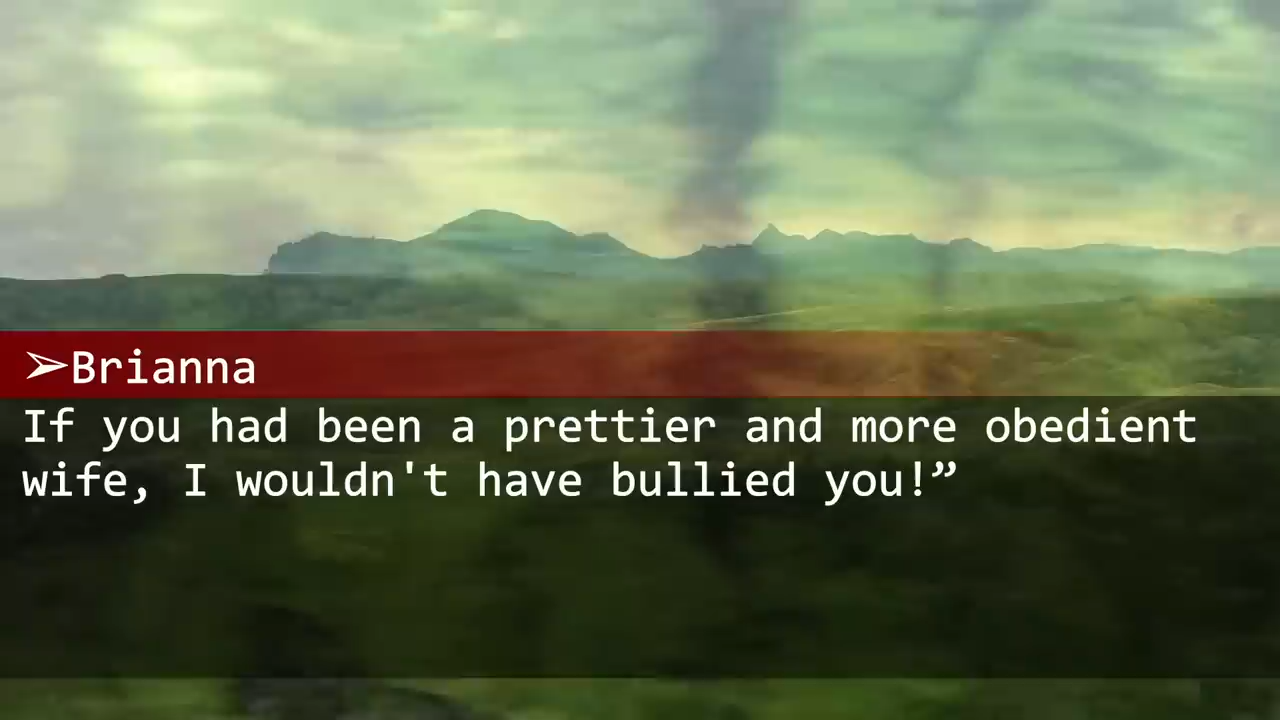 ➢Brianna
If you had been a prettier and more obedient
wife, I wouldn't have bullied you!”